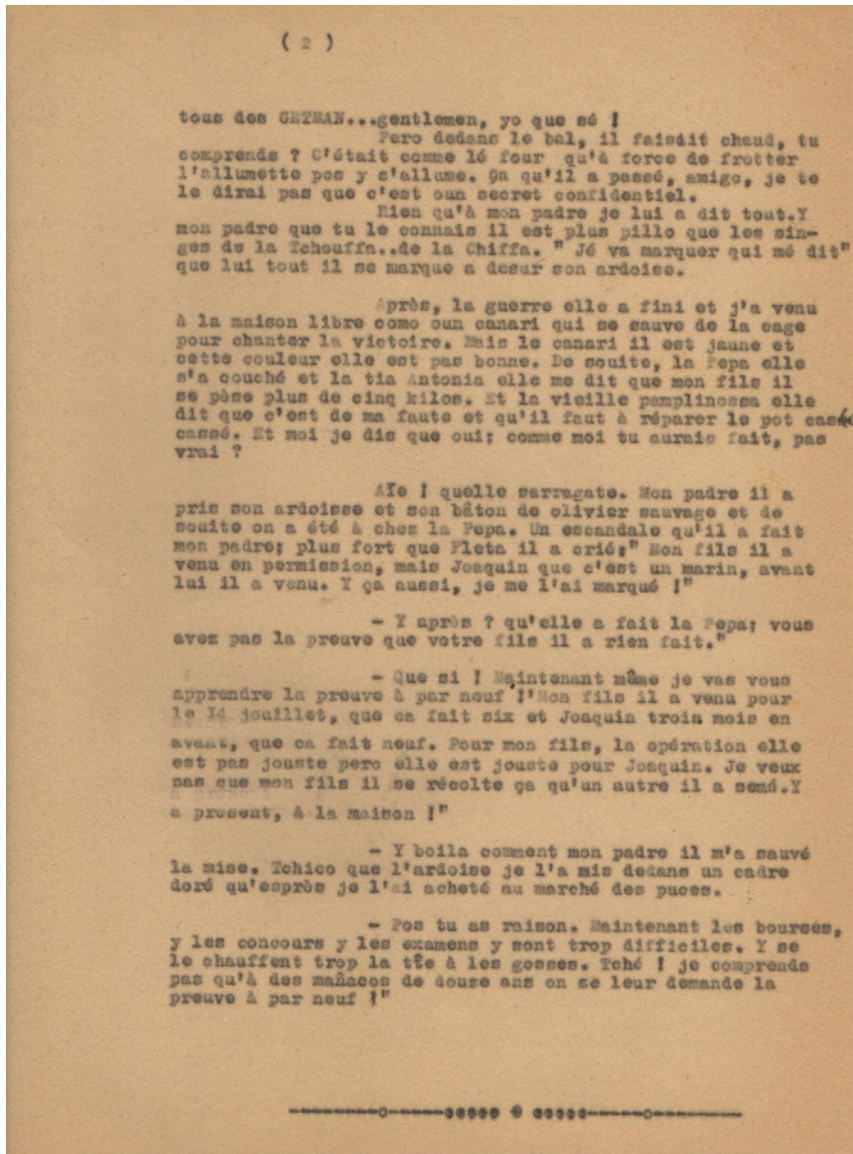 ( 2 )
tous des GETMAN...gentlemen, yo que sé !
Pero dedans le bal, il faisait chaud, tu
comprends ? C'était comme lé four qu'à force de frotter
l'allumette pos y s'allume. Ça qu'il a passé, amigo, je te
le dirai pas que c'est oun secret confidentiel.
Rien qu'à mon padre je lui a dit tout.Y
mon padre que tu le connais il est plus pillo que les sin-
ges de la Tchouffa..de la Chiffa. " Jé va marquer qui mé dit"
que lui tout il se marque a desur son ardoise.
Après, la guerre elle a fini et j'a venu
à la maison libre como oun canari qui se sauve de la cage
pour chanter la victoire. Mais le canari il est jaune et
cette couleur elle est pas bonne. De souite, la Pepa elle
s'a couché et la tia Antonia elle me dit que mon fils il
se pèse plus de cinq kilos. Et la vieille pamplinossa elle
dit que c'est de ma faute et qu'il faut à réparer le pot casé
cassé. Et moi je dis que oui; comme moi tu aurais fait, pas
vrai ?
Aïe ! quelle sarragate. Mon padre il a
pris son ardoisse et son bâton de olivier sauvage et de
souite on a été à chez la Pepa. Un escandale qu'il a fait
mon padre; plus fort que Fleta il a crié:" Mon fils il a
venu en permission, mais Joaquin que c'est un marin, avant
lui il a venu. Y ça aussi, je me l'ai marqué !"
- Y après ? qu'elle a fait la Pepa; vous
avez pas la preuve que votre fils il a rien fait."
- Que si ! Maintenant même je vas vous
apprendre la preuve à par neuf !'Mon fils il a venu pour
le I4 jouillet, que ca fait six et Joaquin trois mois en
avant, que ca fait neuf. Pour mon fils, la opération elle
est pas jouste pero elle est jouste pour Joaquin. Je veux
pas que mon fils il se récolte ça qu'un autre il a semé.Y
a present, à la maison !"
- Y boila comment mon padre il m'a sauvé
la mise. Tchico que l'ardoise je l'a mis dedans un cadre
doré qu'esprès je l'ai acheté au marché des puces.
- Pos tu as raison. Maintenant les bourses,
y les concours y les examens y sont trop difficiles. Y se
le chauffent trop la tête à les gosses. Tché ! je comprends
pas qu'à des mañacos de douze ans on se leur demande la
preuve à par neuf !"